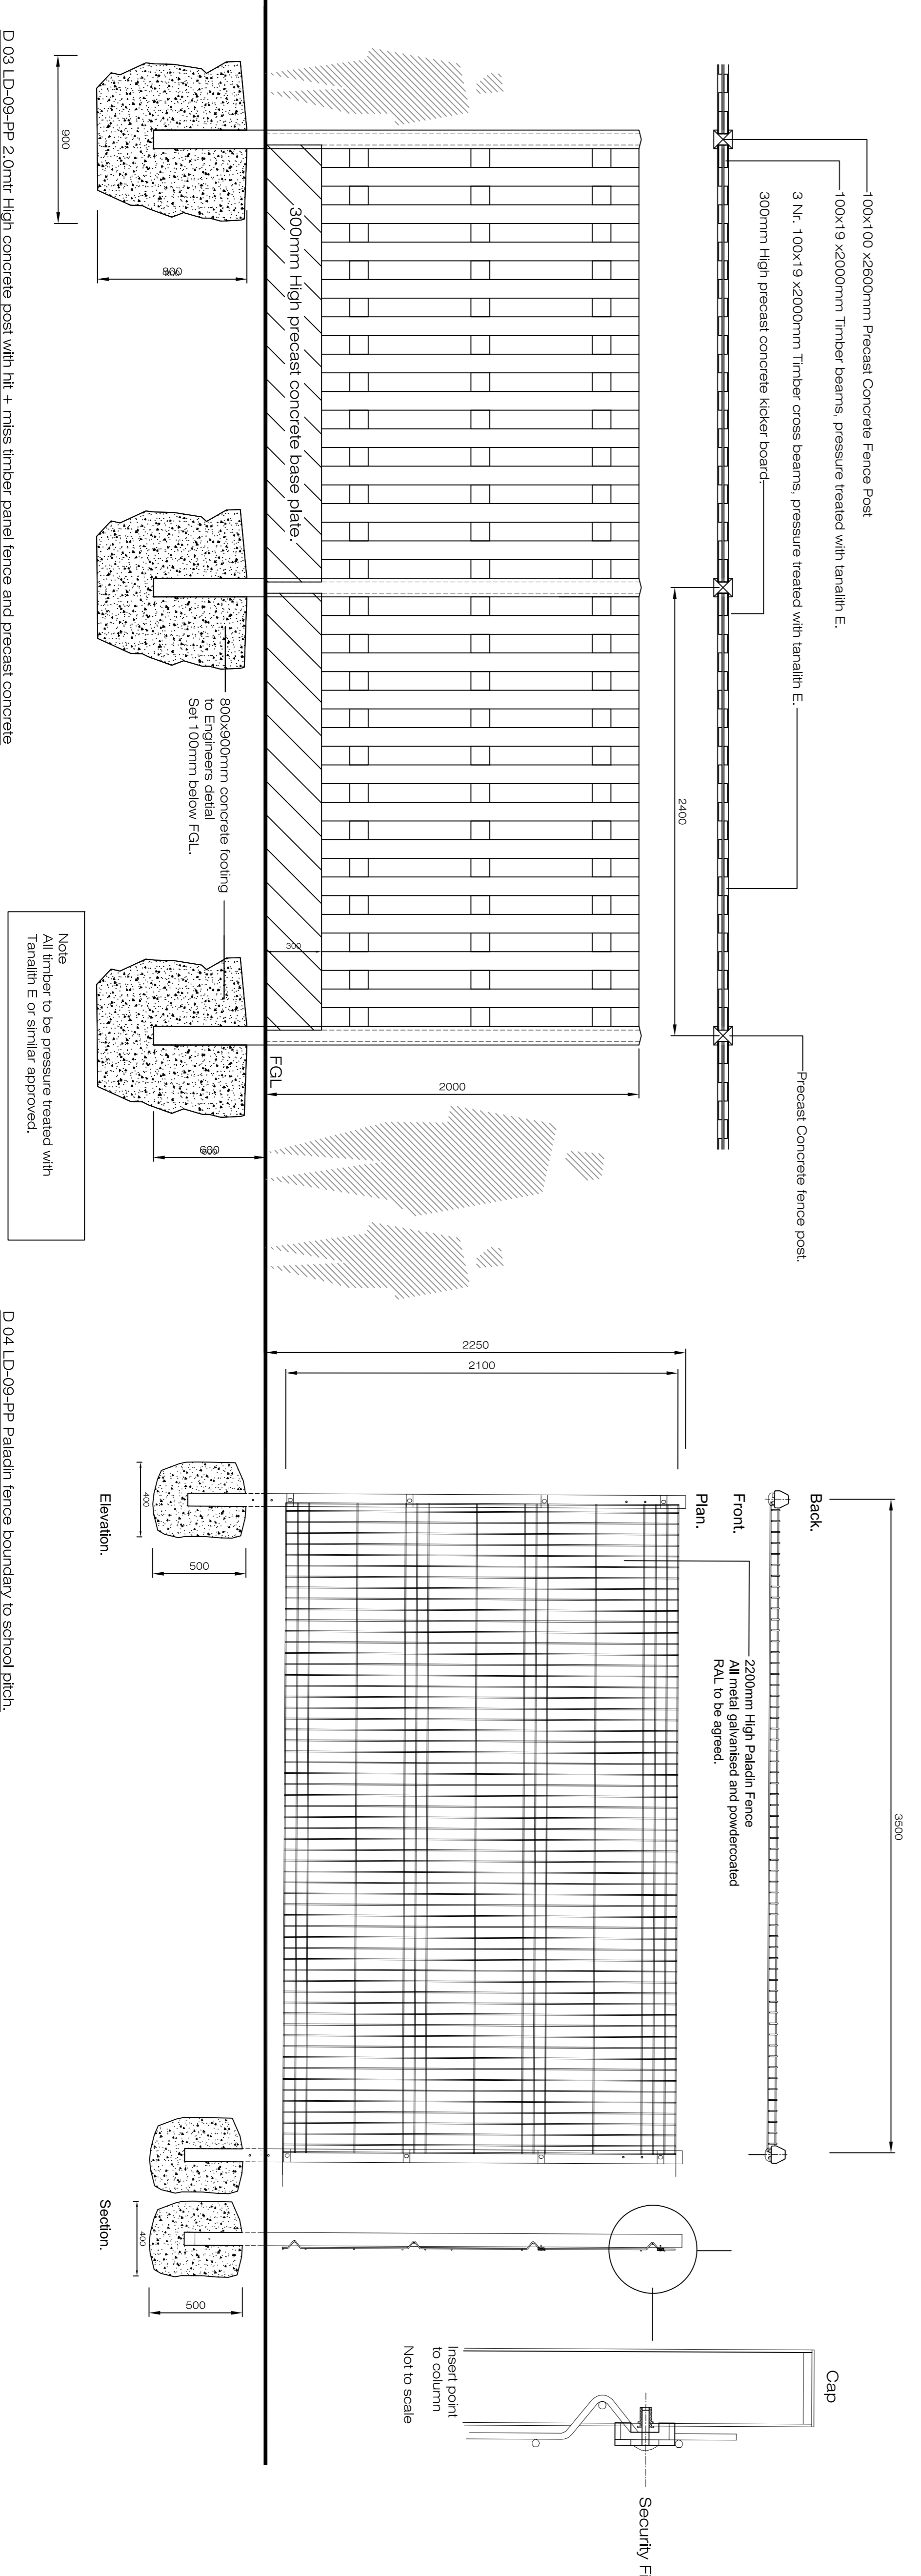 100x100 x2600mm Precast Concrete Fence Post
100x19 x2000mm Timber beams, pressure treated with tanalith E.
3 Nr. 100x19 x2000mm Timber cross beams, pressure treated with tanalith E.
300mm High precast concrete kicker board.
Precast Concrete fence post.
2400
300mm High precast concrete base plate.
300
2000
FGL
800x900mm concrete footing
to Engineers detial
Set 100mm below FGL.
900
800
600
Note
All timber to be pressure treated with
Tanalith E or similar approved.
D 03 LD-09-PP 2.0mtr High concrete post with hit + miss timber panel fence and precast concrete
3500
Back.
Front.
Plan.
2200mm High Paladin Fence
All metal galvanised and powdercoated
RAL to be agreed.
2250
2100
400
500
Elevation.
400
500
Section.
Cap
Insert point
to column
Not to scale
Security
D 04 LD-09-PP Paladin fence boundary to school pitch.